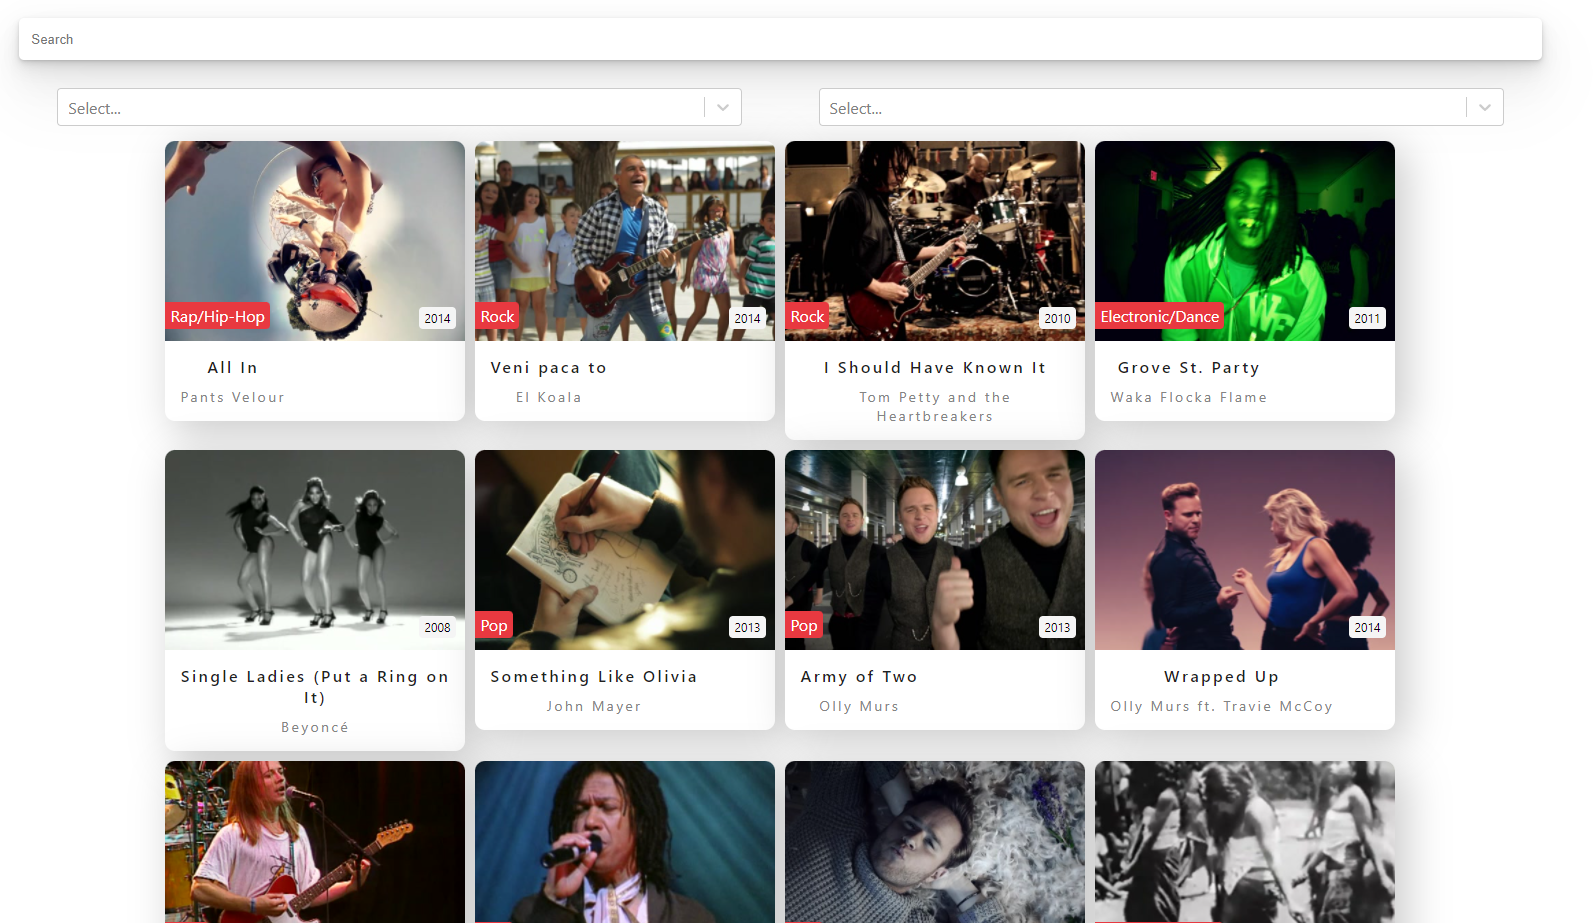 Search
Select...
Select...
Rap/Hip-Hop
2014
All In
Pants Velour
Rock
2014
Veni paca to
El Koala
Rock
2010
I Should Have Known It
Tom Petty and the
Heartbreakers
Electronic/Dance
2011
Grove St. Party
Waka Flocka Flame
2008
Single Ladies (Put a Ring on
It)
Beyoncé
Pop
2013
Something Like Olivia
John Mayer
Pop
2013
Army of Two
Olly Murs
2014
Wrapped Up
Olly Murs ft. Travie McCoy